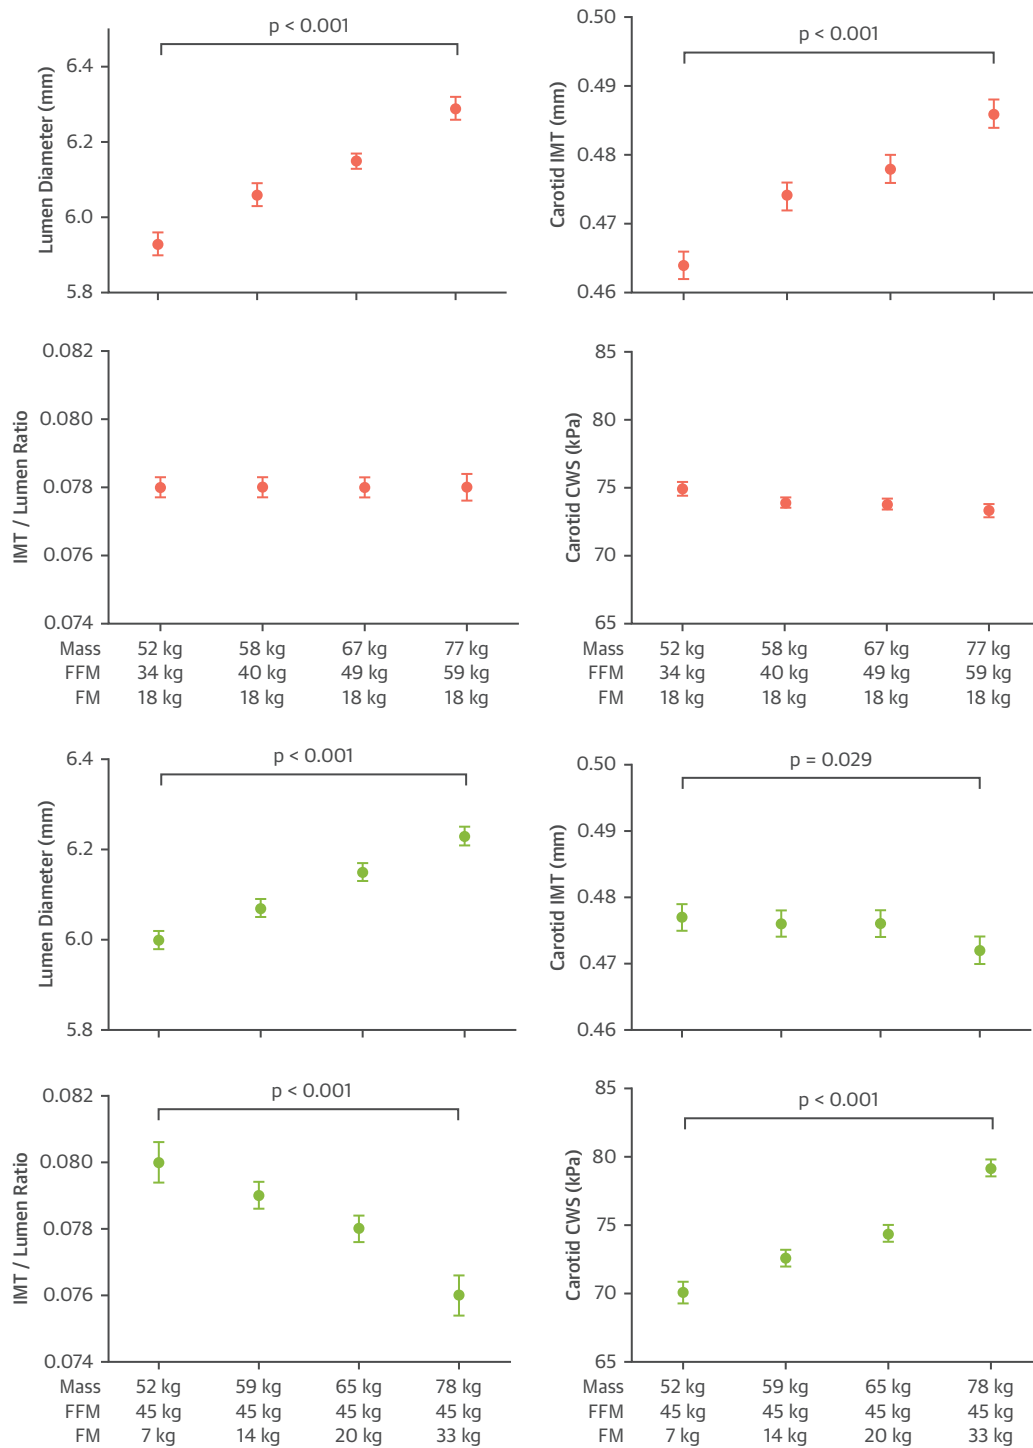 p < 0.001
Lumen Diameter (mm)
6.4
6.2
6.0
5.8
p < 0.001
Carotid IMT (mm)
0.50
0.49
0.48
0.47
0.46
IMT / Lumen Ratio
0.082
0.080
0.078
0.076
0.074
Mass 52 kg 58 kg 67 kg 77 kg
FFM 34 kg 40 kg 49 kg 59 kg
FM 18 kg 18 kg 18 kg 18 kg
Carotid CWS (kPa)
85
80
75
70
65
52 kg 58 kg 67 kg 77 kg
34 kg 40 kg 49 kg 59 kg
18 kg 18 kg 18 kg 18 kg
Mass
FFM
FM
p < 0.001
Lumen Diameter (mm)
6.4
6.2
6.0
5.8
p = 0.029
Carotid IMT (mm)
0.50
0.49
0.48
0.47
0.46
p < 0.001
IMT / Lumen Ratio
0.082
0.080
0.078
0.076
0.074
Mass 52 kg 59 kg 65 kg 78 kg
FFM 45 kg 45 kg 45 kg 45 kg
FM 7 kg 14 kg 20 kg 33 kg
p < 0.001
Carotid CWS (kPa)
85
80
75
70
65
Mass 52 kg 59 kg 65 kg 78 kg
FFM 45 kg 45 kg 45 kg 45 kg
FM 7 kg 14 kg 20 kg 33 kg